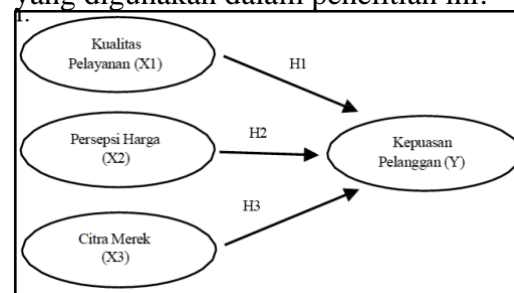 yang digunakan dalam penelitian ini.
1.
Kualitas
Pelayanan (X1)
H1
Persepsi Harga
(X2)
H2
Kepuasan
Pelanggan (Y)
H3
Citra Merek
(X3)